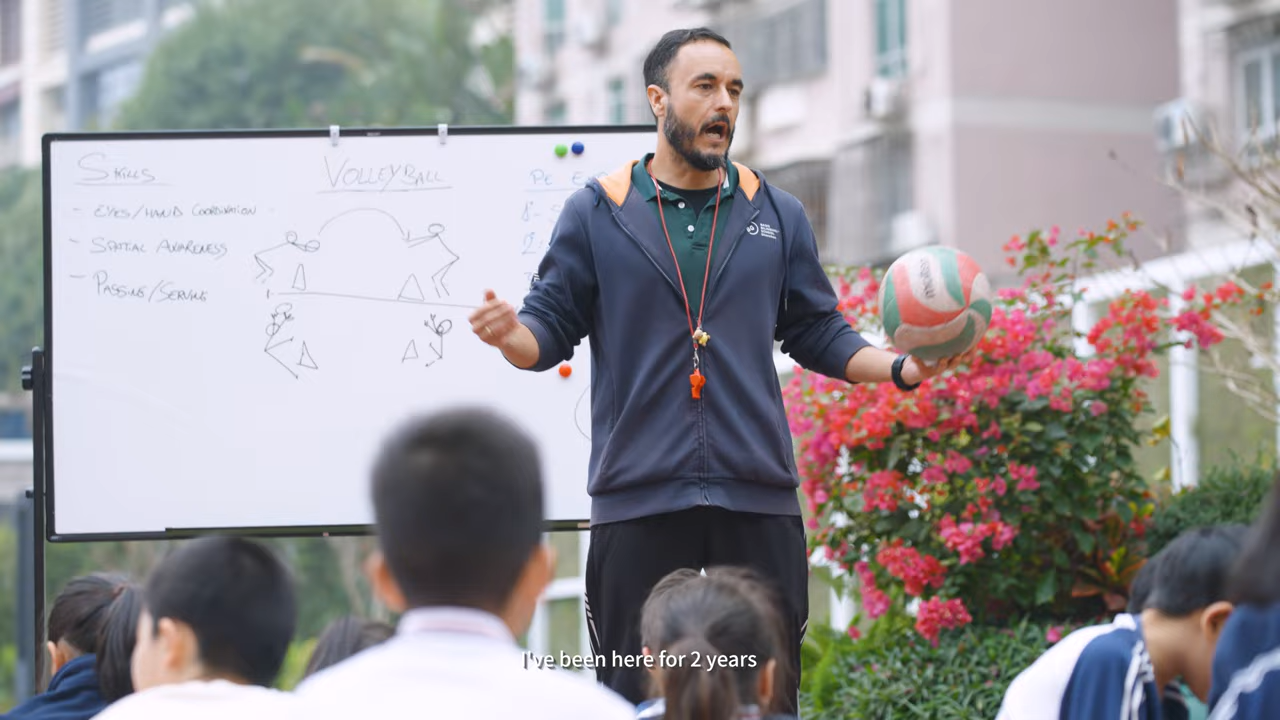 SKILLS
VOLLEYBALL
PE
- EYES/HAND COORDINATION -
- SPATIAL AWARENESS
- PASSING/SERVING
I've been here for 2 years